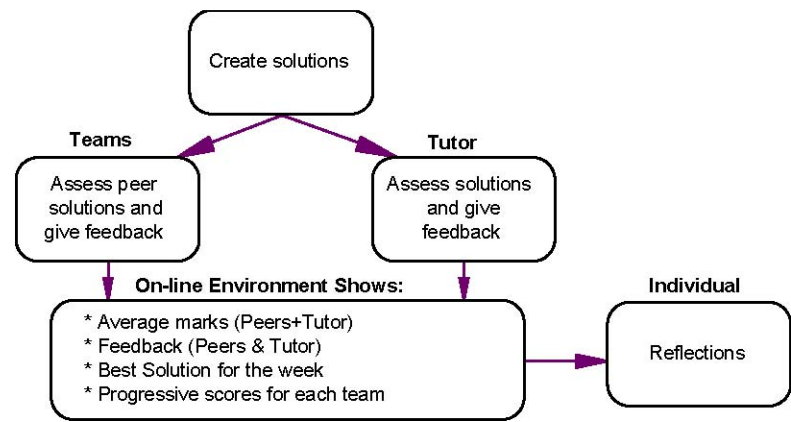 Create solutions
Teams
Tutor
Assess peer
solutions and
give feedback
Assess solutions
and give
feedback
On-line Environment Shows:
* Average marks (Peers+Tutor)
* Feedback (Peers & Tutor)
* Best Solution for the week
* Progressive scores for each team
Individual
Reflections